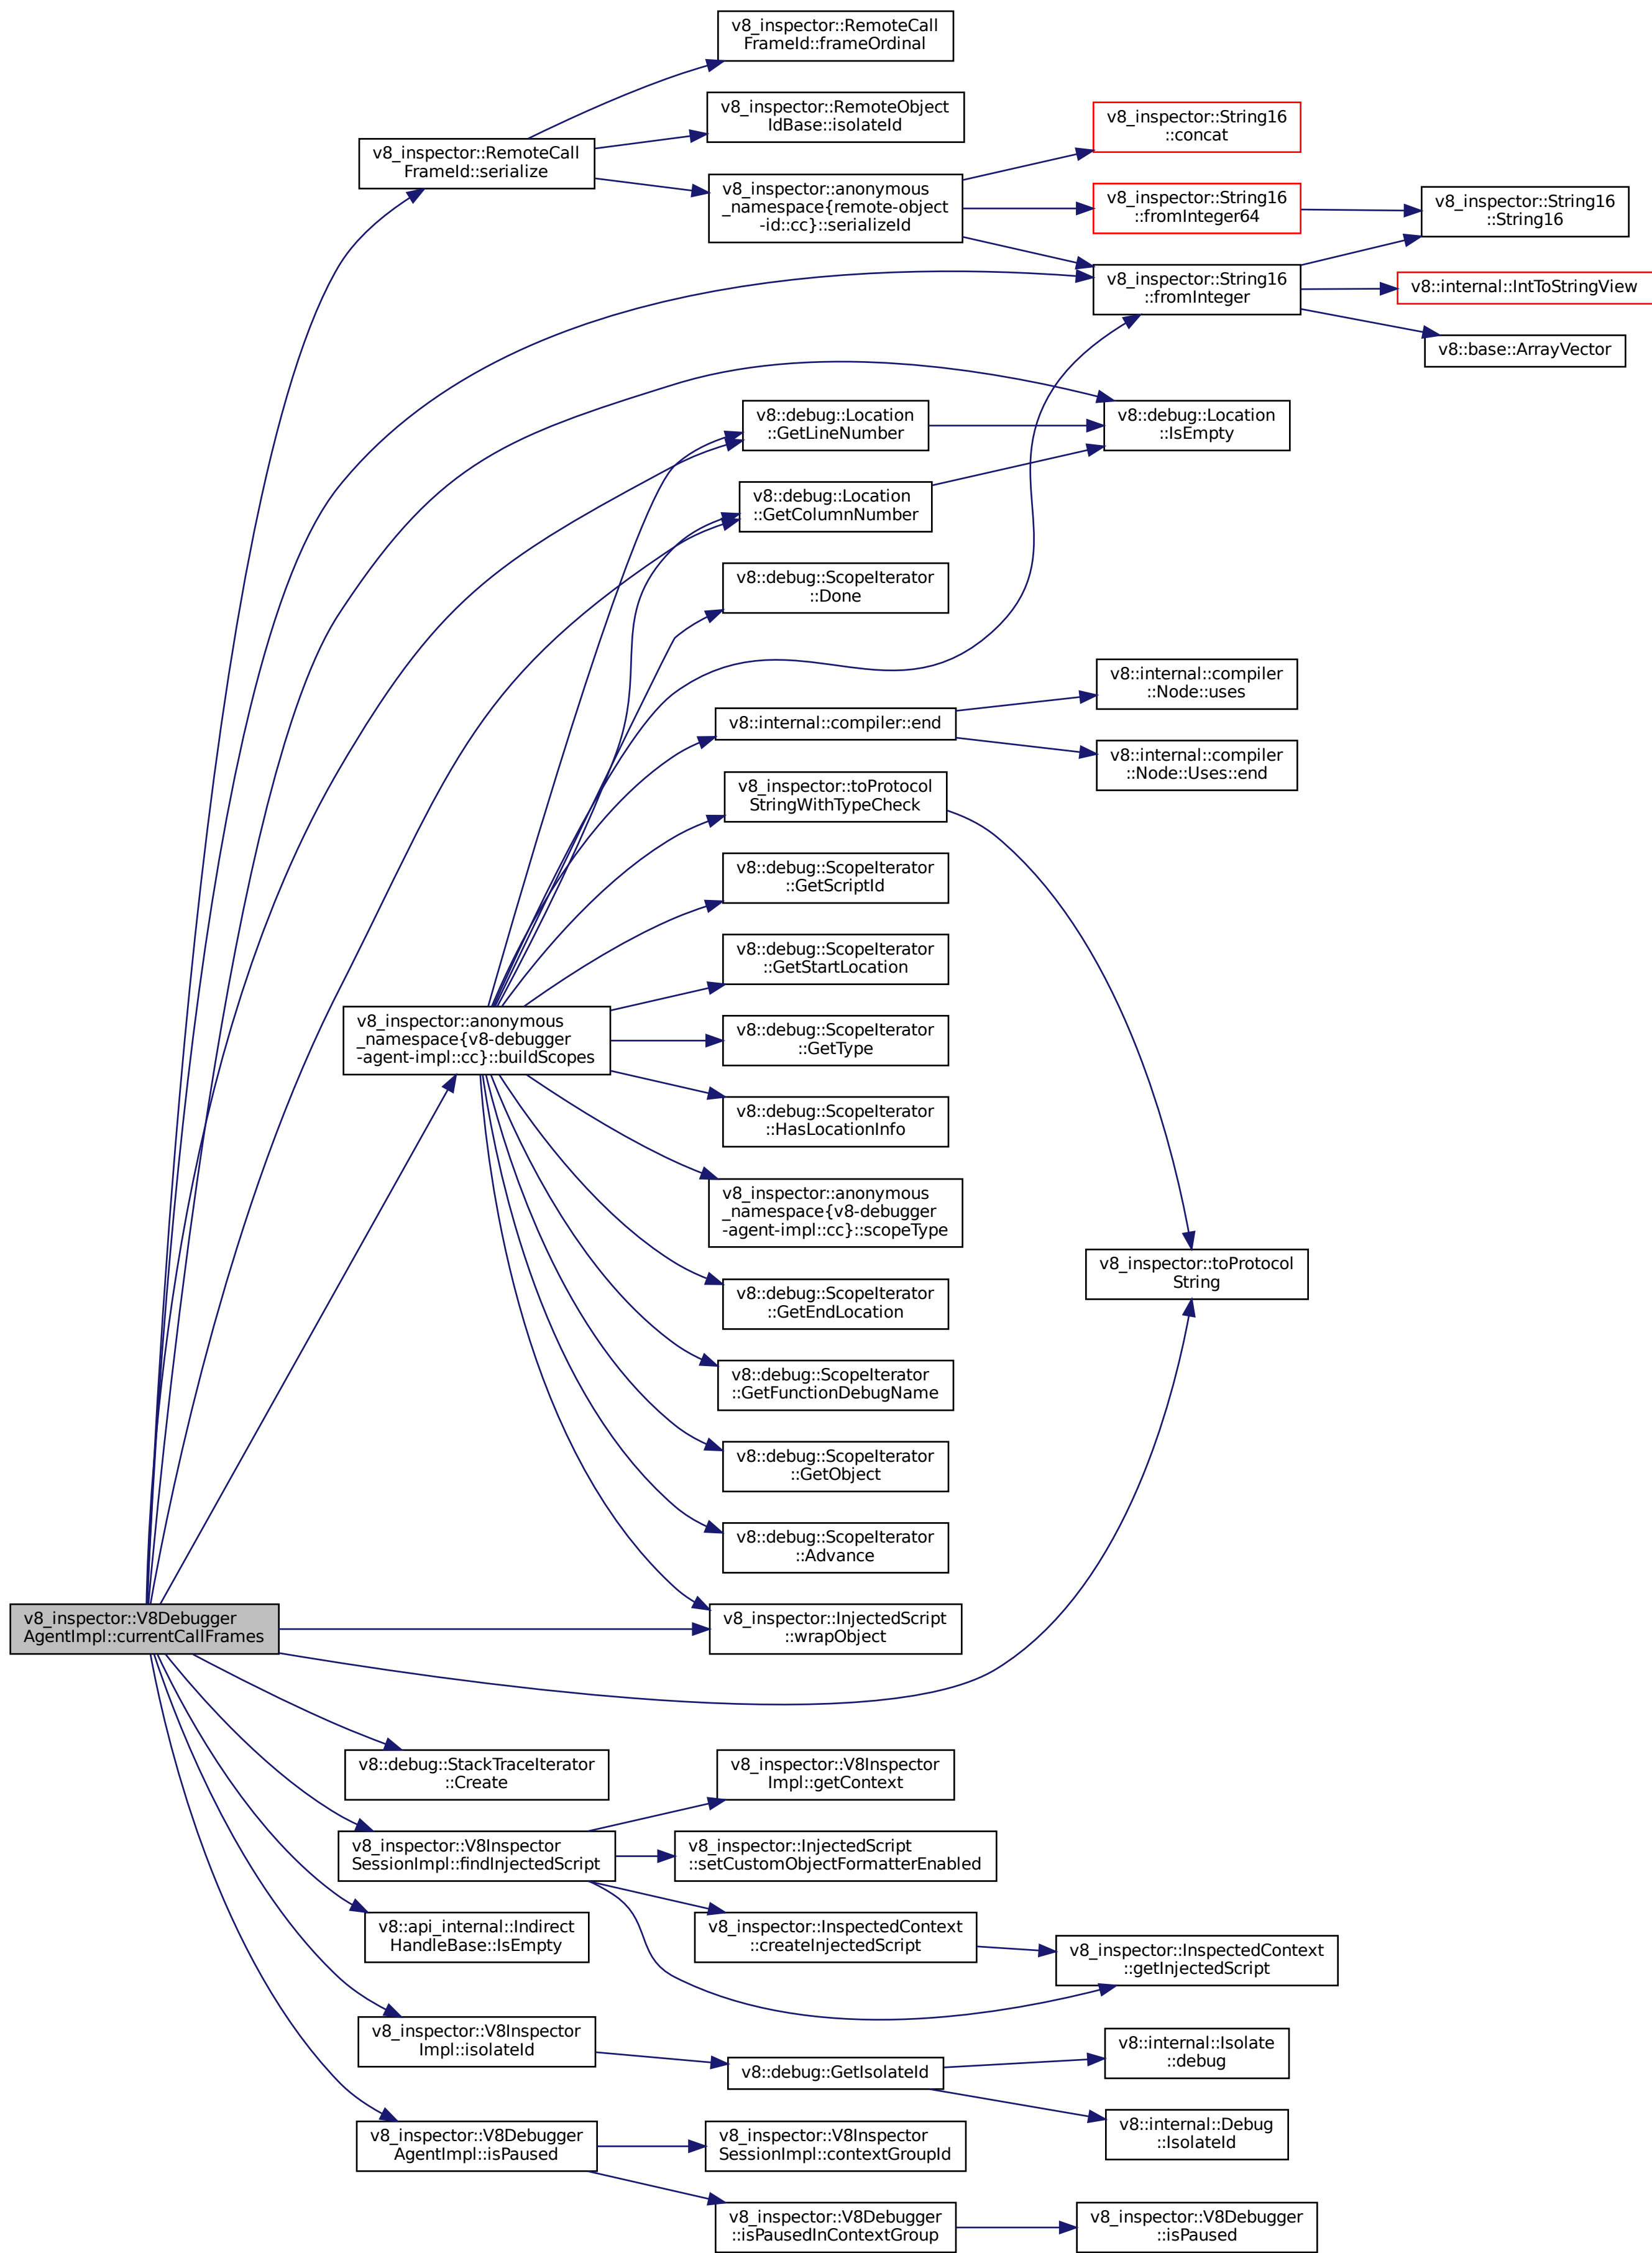 v8_inspector::RemoteCall
FrameId::frameOrdinal
v8_inspector::RemoteObject
IdBase::isolateId
v8_inspector::RemoteCall
FrameId::serialize
v8_inspector::anonymous
_namespace{remote-object
-id::cc}::serializeId
v8_inspector::String16
::concat
v8_inspector::String16
::fromInteger64
v8_inspector::String16
::String16
v8_inspector::String16
::fromInteger
v8::internal::IntToStringView
v8::base::ArrayVector
v8::debug::Location
::GetLineNumber
v8::debug::Location
::IsEmpty
v8::debug::Location
::GetColumnNumber
v8::debug::ScopeIterator
::Done
v8::internal::compiler
::Node::uses
v8::internal::compiler::end
v8::internal::compiler
::Node::Uses::end
v8_inspector::toProtocol
StringWithTypeCheck
v8::debug::ScopeIterator
::GetScriptId
v8::debug::ScopeIterator
::GetStartLocation
v8_inspector::anonymous
_namespace{v8-debugger
-agent-impl::cc}::buildScopes
v8::debug::ScopeIterator
::GetType
v8::debug::ScopeIterator
::HasLocationInfo
v8_inspector::anonymous
_namespace{v8-debugger
-agent-impl::cc}::scopeType
v8_inspector::toProtocol
String
v8::debug::ScopeIterator
::GetEndLocation
v8::debug::ScopeIterator
::GetFunctionDebugName
v8::debug::ScopeIterator
::GetObject
v8::debug::ScopeIterator
::Advance
v8_inspector::V8Debugger
AgentImpl::currentCallFrames
v8_inspector::InjectedScript
::wrapObject
v8::debug::StackTraceIterator
::Create
v8_inspector::V8Inspector
Impl::getContext
v8_inspector::V8Inspector
SessionImpl::findInjectedScript
v8_inspector::InjectedScript
::setCustomObjectFormatterEnabled
v8::api_internal::Indirect
HandleBase::IsEmpty
v8_inspector::InspectedContext
::createInjectedScript
v8_inspector::InspectedContext
::getInjectedScript
v8_inspector::V8Inspector
Impl::isolateId
v8::debug::GetIsolateId
v8::internal::Isolate
::debug
v8::internal::Debug
::IsolateId
v8_inspector::V8Debugger
AgentImpl::isPaused
v8_inspector::V8Inspector
SessionImpl::contextGroupId
v8_inspector::V8Debugger
::isPausedInContextGroup
v8_inspector::V8Debugger
::isPaused